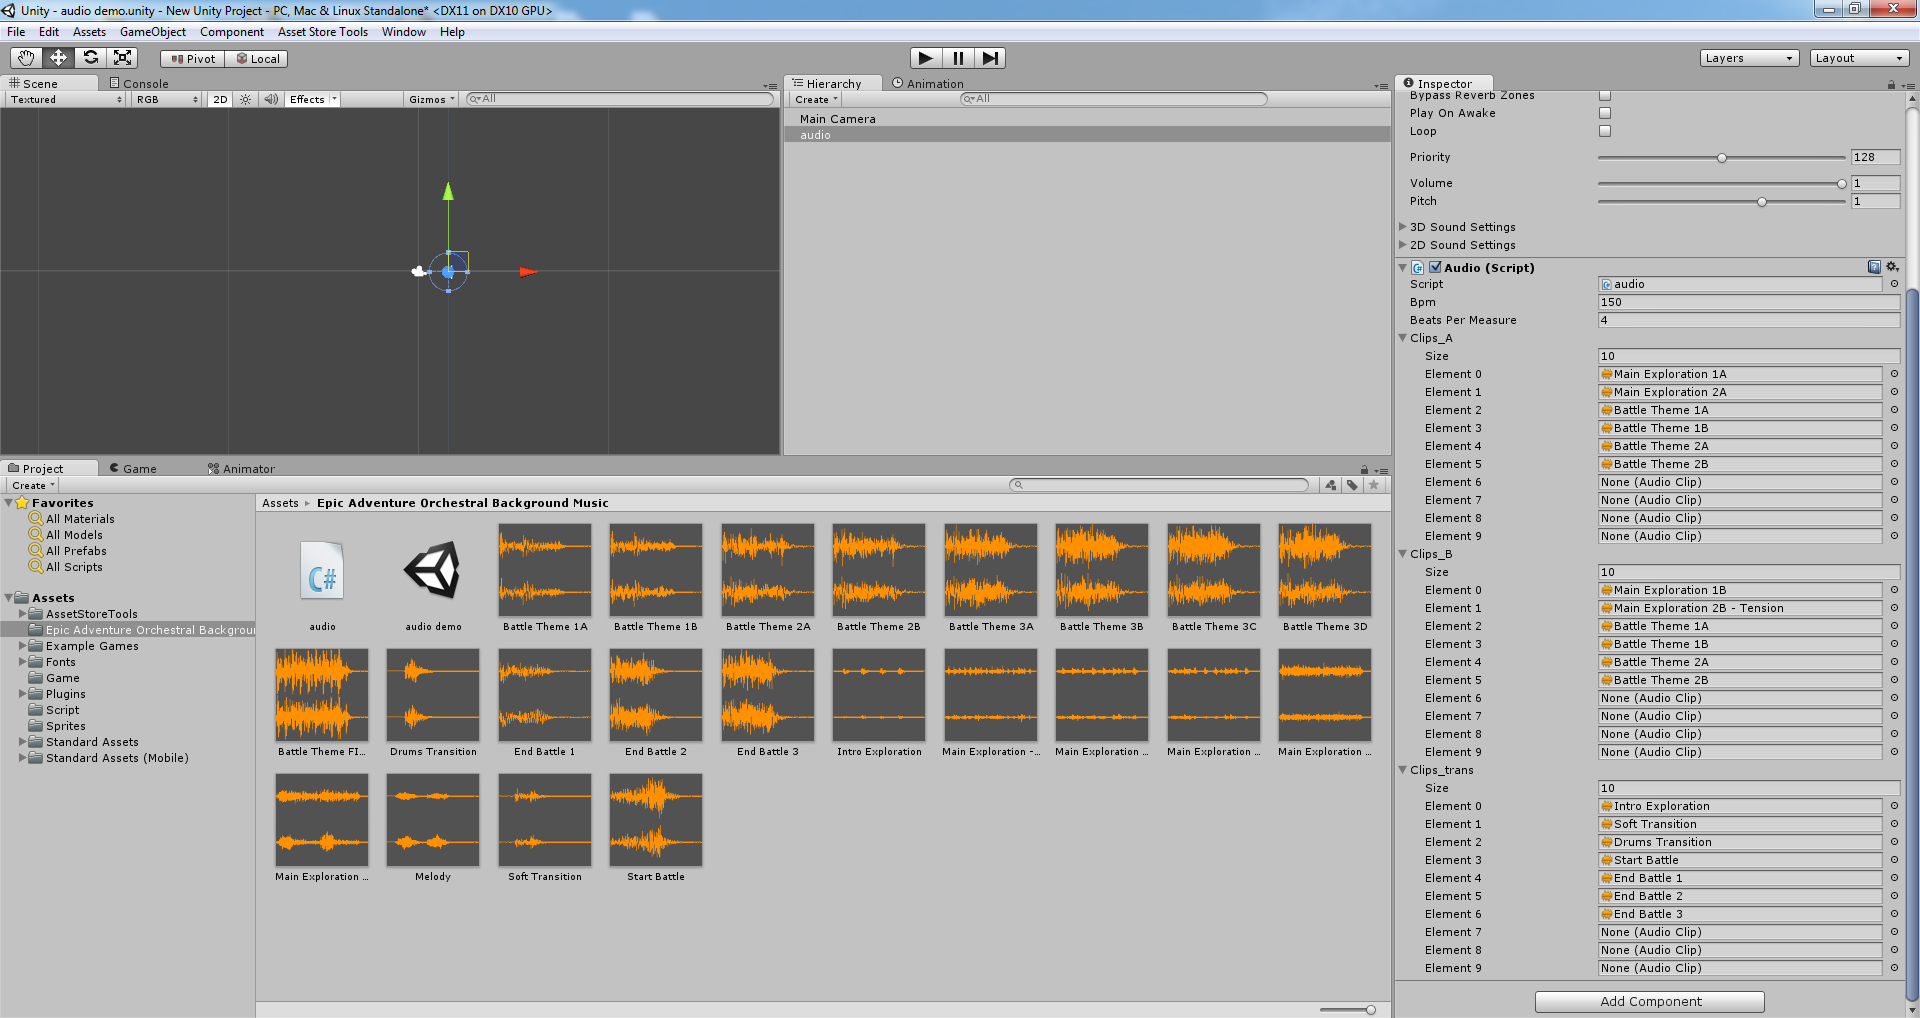 Unity - audio demo.unity - New Unity Project - PC, Mac & Linux Standalone* <DX11 on DX10 GPU>
File Edit Assets GameObject Component Asset Store Tools Window Help
Pivot Local
Layers Layout
Scene Console
Textured RGB 2D Effects Gizmos All
Hierarchy Animation
Create All
Main Camera
audio
Project Game Animator
Create
Favorites
All Materials
All Models
All Prefabs
All Scripts
Assets
AssetStoreTools
Epic Adventure Orchestral Backgroun
Example Games
Fonts
Game
Plugins
Script
Sprites
Standard Assets
Standard Assets (Mobile)
Assets Epic Adventure Orchestral Background Music
C#
audio audio demo Battle Theme 1A Battle Theme 1B Battle Theme 2A Battle Theme 2B Battle Theme 3A Battle Theme 3B Battle Theme 3C Battle Theme 3D
Battle Theme FI... Drums Transition End Battle 1 End Battle 2 End Battle 3 Intro Exploration Main Exploration -... Main Exploration ... Main Exploration ... Main Exploration ...
Main Exploration ... Melody Soft Transition Start Battle
Inspector
Bypass Reverb Zones
Play On Awake
Loop
Priority 128
Volume 1
Pitch 1
3D Sound Settings
2D Sound Settings
Audio (Script)
Script audio
Bpm 150
Beats Per Measure 4
Clips_A
Size 10
Element 0 Main Exploration 1A
Element 1 Main Exploration 2A
Element 2 Battle Theme 1A
Element 3 Battle Theme 1B
Element 4 Battle Theme 2A
Element 5 Battle Theme 2B
Element 6 None (Audio Clip)
Element 7 None (Audio Clip)
Element 8 None (Audio Clip)
Element 9 None (Audio Clip)
Clips_B
Size 10
Element 0 Main Exploration 1B
Element 1 Main Exploration 2B - Tension
Element 2 Battle Theme 1A
Element 3 Battle Theme 1B
Element 4 Battle Theme 2A
Element 5 Battle Theme 2B
Element 6 None (Audio Clip)
Element 7 None (Audio Clip)
Element 8 None (Audio Clip)
Element 9 None (Audio Clip)
Clips_trans
Size 10
Element 0 Intro Exploration
Element 1 Soft Transition
Element 2 Drums Transition
Element 3 Start Battle
Element 4 End Battle 1
Element 5 End Battle 2
Element 6 End Battle 3
Element 7 None (Audio Clip)
Element 8 None (Audio Clip)
Element 9 None (Audio Clip)
Add Component